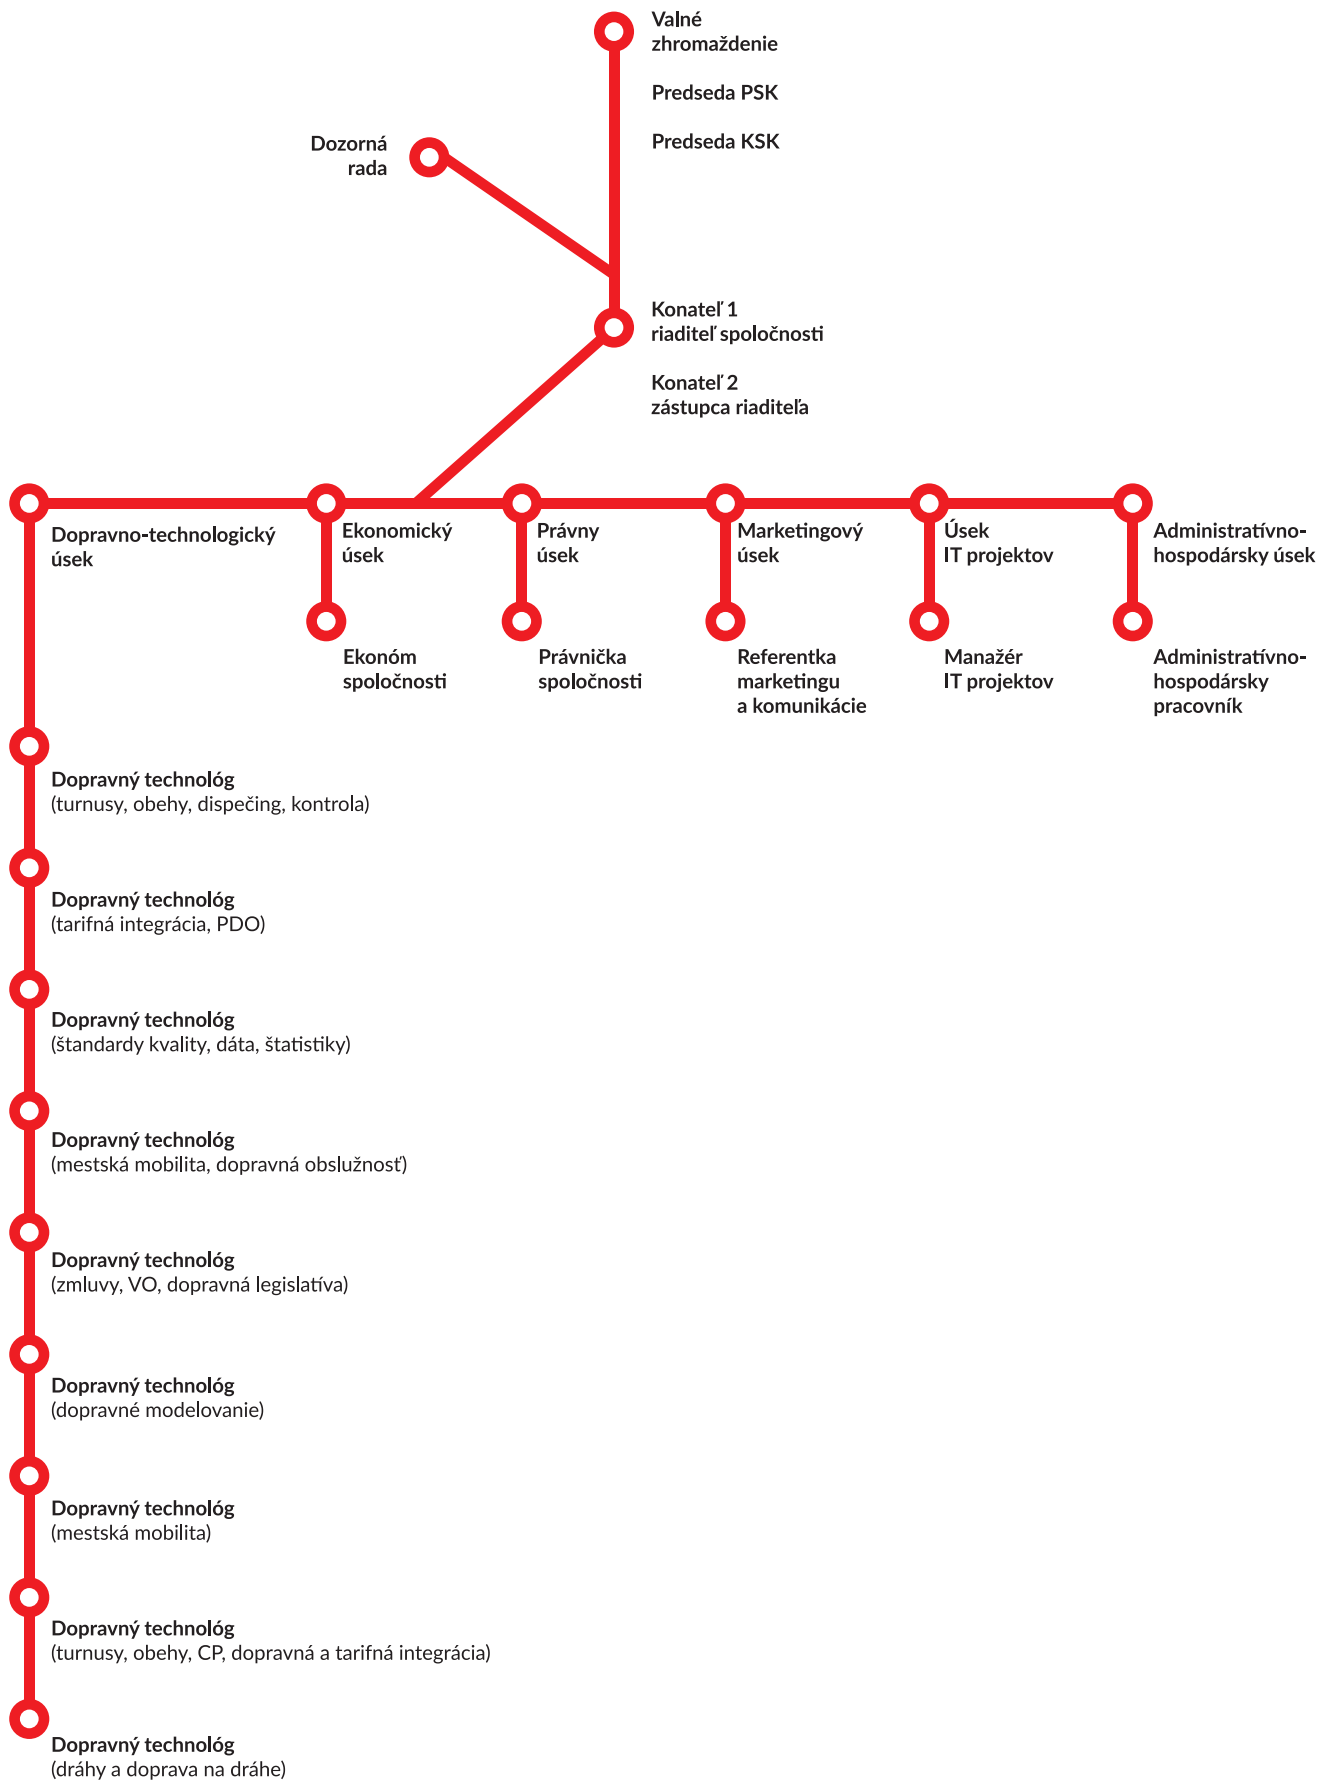 Valné
zhromaždenie
Predseda PSK
Predseda KSK
Dozorná
rada
Konateľ 1
riaditeľ spoločnosti
Konateľ 2
zástupca riaditeľa
Dopravno-technologický
úsek
Ekonomický
úsek
Právny
úsek
Marketingový
úsek
Úsek
IT projektov
Administratívno-
hospodársky úsek
Ekonóm
spoločnosti
Právnička
spoločnosti
Referentka
marketingu
a komunikácie
Manažér
IT projektov
Administratívno-
hospodársky
pracovník
Dopravný technológ
(turnusy, obehy, dispečing, kontrola)
Dopravný technológ
(tarifná integrácia, PDO)
Dopravný technológ
(štandardy kvality, dáta, štatistiky)
Dopravný technológ
(mestská mobilita, dopravná obslužnosť)
Dopravný technológ
(zmluvy, VO, dopravná legislatíva)
Dopravný technológ
(dopravné modelovanie)
Dopravný technológ
(mestská mobilita)
Dopravný technológ
(turnusy, obehy, CP, dopravná a tarifná integrácia)
Dopravný technológ
(dráhy a doprava na dráhe)